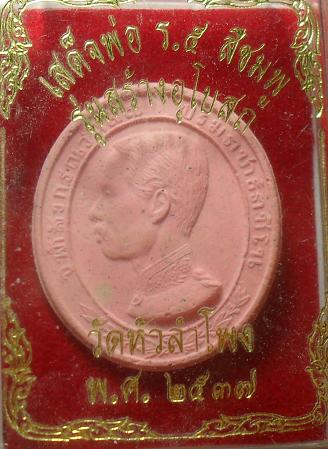 เสด็จพ่อ ร.๕ สีชมพู
รุ่นสร้างอุโบสถ
วัดหัวลำโพง
พ.ศ. ๒๕๓๗